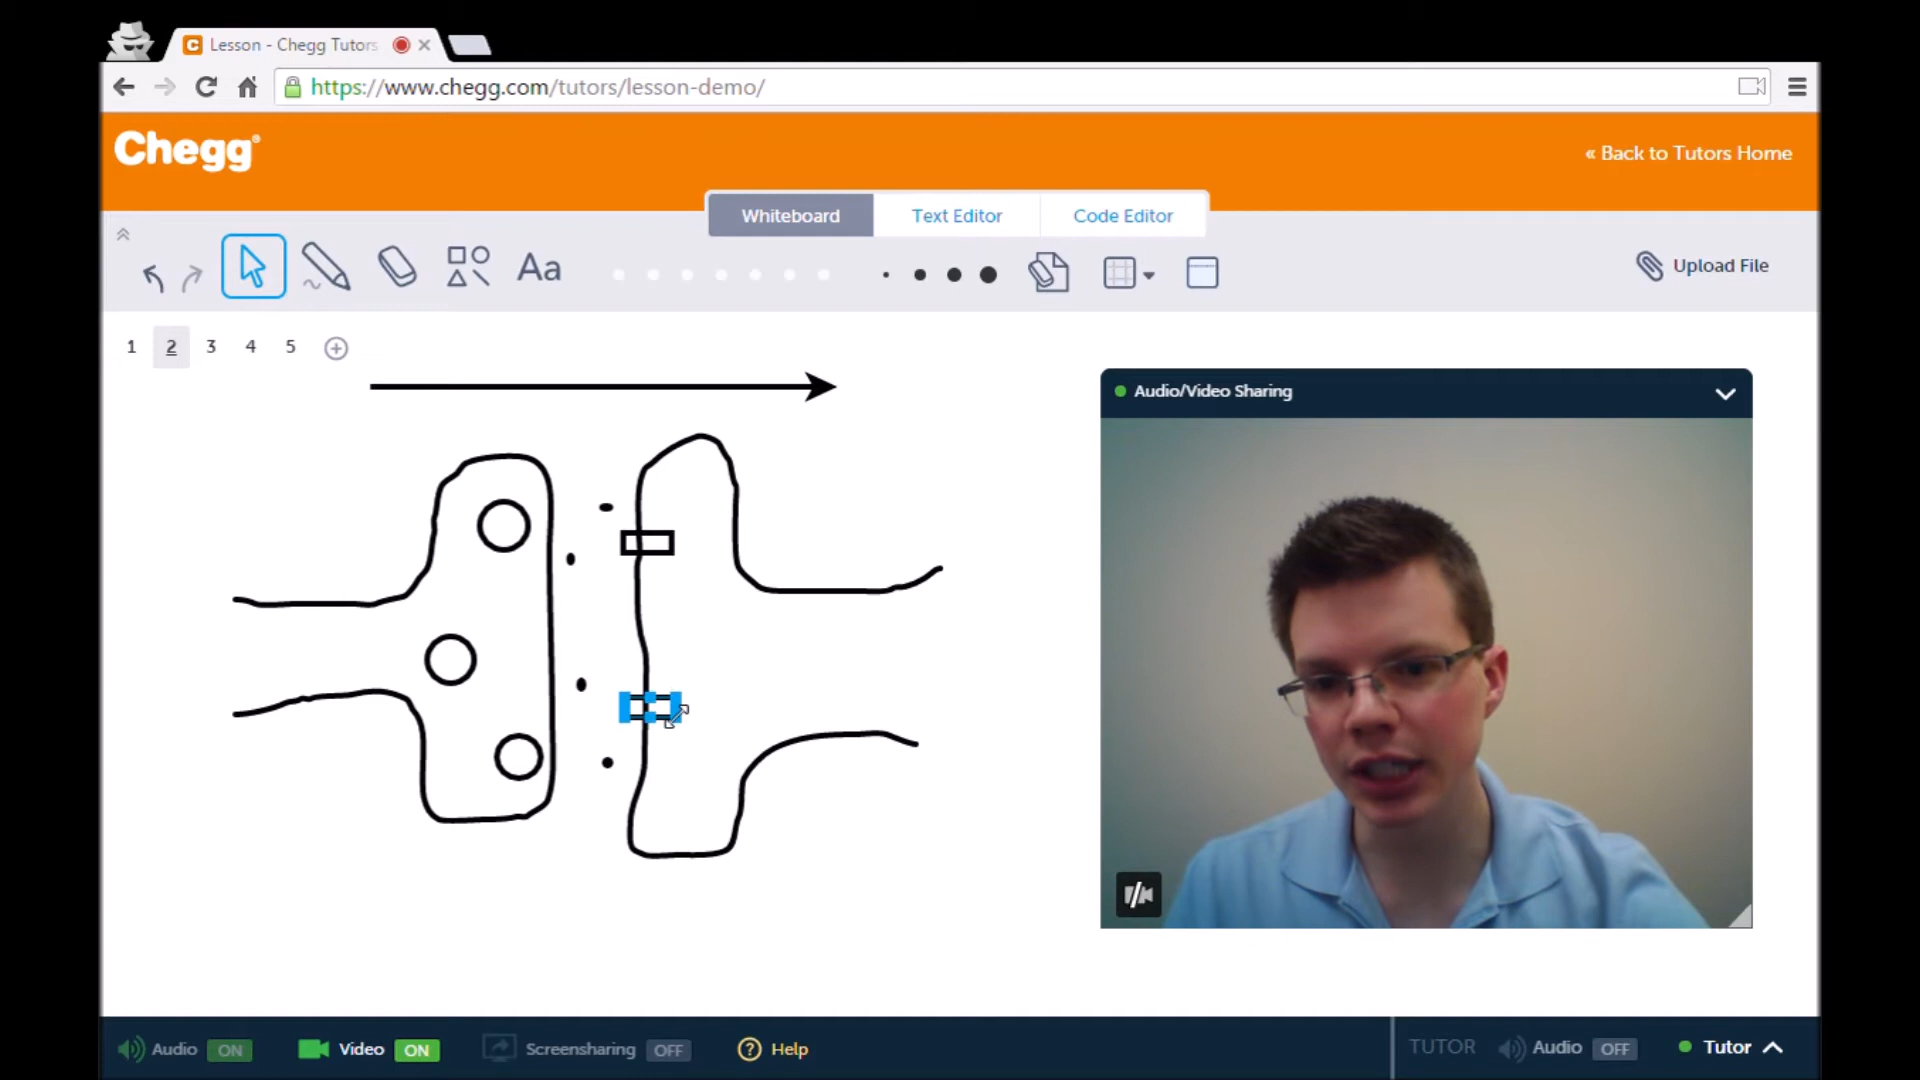 Lesson - Chegg Tutors
https://www.chegg.com/tutors/lesson-demo/
Chegg
« Back to Tutors Home
Whiteboard
Text Editor
Code Editor
Aa
Upload File
1 2 3 4 5
Audio/Video Sharing
Audio ON
Video ON
Screensharing OFF
? Help
TUTOR
Audio OFF
Tutor